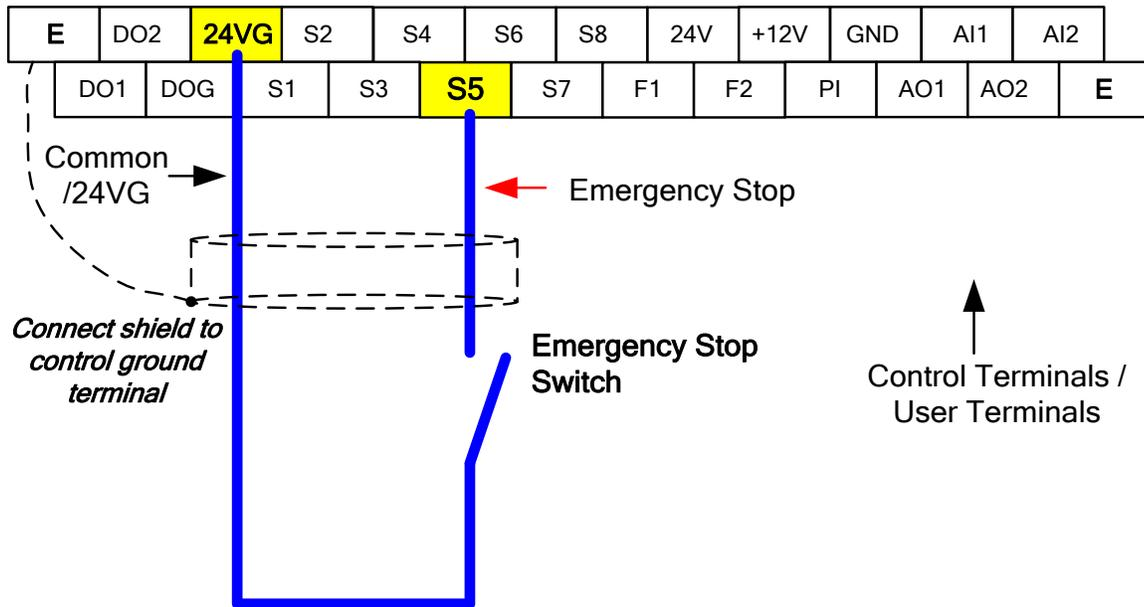 E DO2 24VG S2 S4 S6 S8 24V +12V GND AI1 AI2
DO1 DOG S1 S3 S5 S7 F1 F2 PI AO1 AO2 E
Common
/24VG
Emergency Stop
Connect shield to
control ground
terminal
Emergency Stop
Switch
Control Terminals /
User Terminals